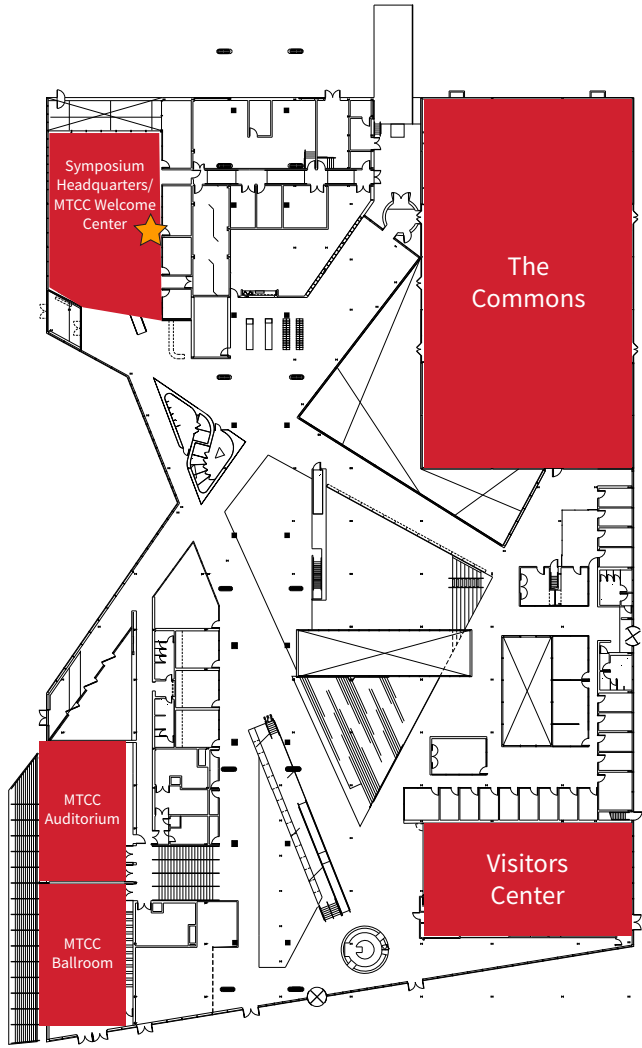 Symposium
Headquarters/
MTCC Welcome
Center
The
Commons
MTCC
Auditorium
Visitors
Center
MTCC
Ballroom